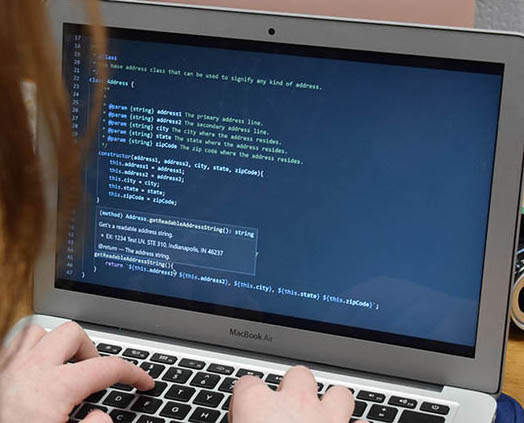 17
18
19
20 class
21 base address class that can be used to signify any kind of address.
22
23 class Address {
* @param {string} address1 The primary address line.
* @param {string} address2 The secondary address line.
* @param {string} city The city where the address resides.
* @param {string} state The state where the address resides.
* @param {string} zipCode The zip code where the address resides.
*/
constructor(address1, address2, city, state, zipCode){
this.address1 = address1;
this.address2 = address2;
this.city = city;
this.state = state;
this.zipCode = zipCode;
}
(method) Address.getReadableAddressString(): string
Get's a readable address string.
• EX: 1234 Test LN, STE 310, Indianapolis, IN 46237
@return — The address string.
getReadableAddressString(){
return `${this.address1} ${this.address2}, ${this.city}, ${this.state} ${this.zipCode}`;
}
}
MacBook Air